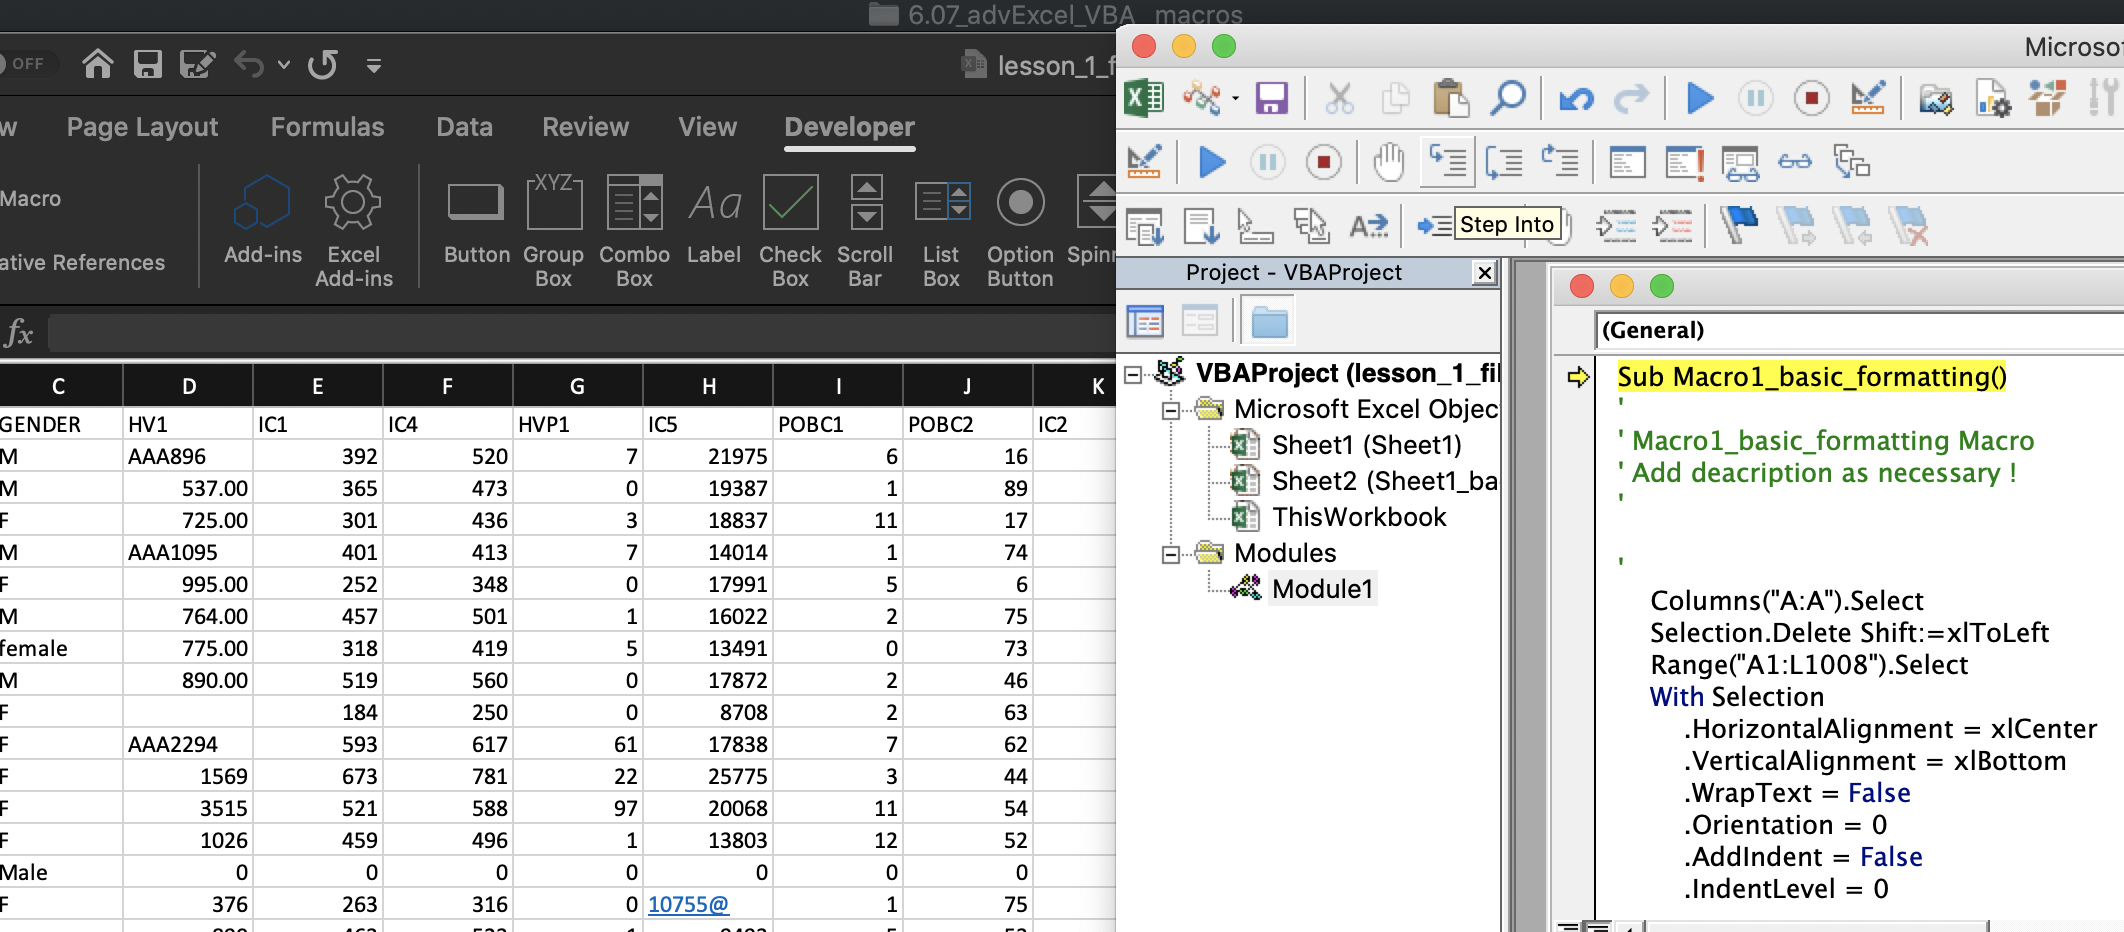 6.07_advExcel_VBA_macros
OFF
lesson_1_f
Page Layout Formulas Data Review View Developer
Macro
ative References
Add-ins
Excel Add-ins
XYZ
Aa
Button
Group Box
Combo Box
Label
Check Box
Scroll Bar
List Box
Option Button
Spinn
fx
C D E F G H I J K
GENDER HV1 IC1 IC4 HVP1 IC5 POBC1 POBC2 IC2
M AAA896 392 520 7 21975 6 16
M 537.00 365 473 0 19387 1 89
F 725.00 301 436 3 18837 11 17
M AAA1095 401 413 7 14014 1 74
F 995.00 252 348 0 17991 5 6
M 764.00 457 501 1 16022 2 75
female 775.00 318 419 5 13491 0 73
M 890.00 519 560 0 17872 2 46
F 184 250 0 8708 2 63
F AAA2294 593 617 61 17838 7 62
F 1569 673 781 22 25775 3 44
F 3515 521 588 97 20068 11 54
F 1026 459 496 1 13803 12 52
Male 0 0 0 0 0 0 0
F 376 263 316 0 10755@ 1 75
Microsof
Step Into
Project - VBAProject
VBAProject (lesson_1_fil
Microsoft Excel Objec
Sheet1 (Sheet1)
Sheet2 (Sheet1_ba
ThisWorkbook
Modules
Module1
(General)
Sub Macro1_basic_formatting()
'
' Macro1_basic_formatting Macro
' Add deacription as necessary !
'
'
Columns("A:A").Select
Selection.Delete Shift:=xlToLeft
Range("A1:L1008").Select
With Selection
.HorizontalAlignment = xlCenter
.VerticalAlignment = xlBottom
.WrapText = False
.Orientation = 0
.AddIndent = False
.IndentLevel = 0